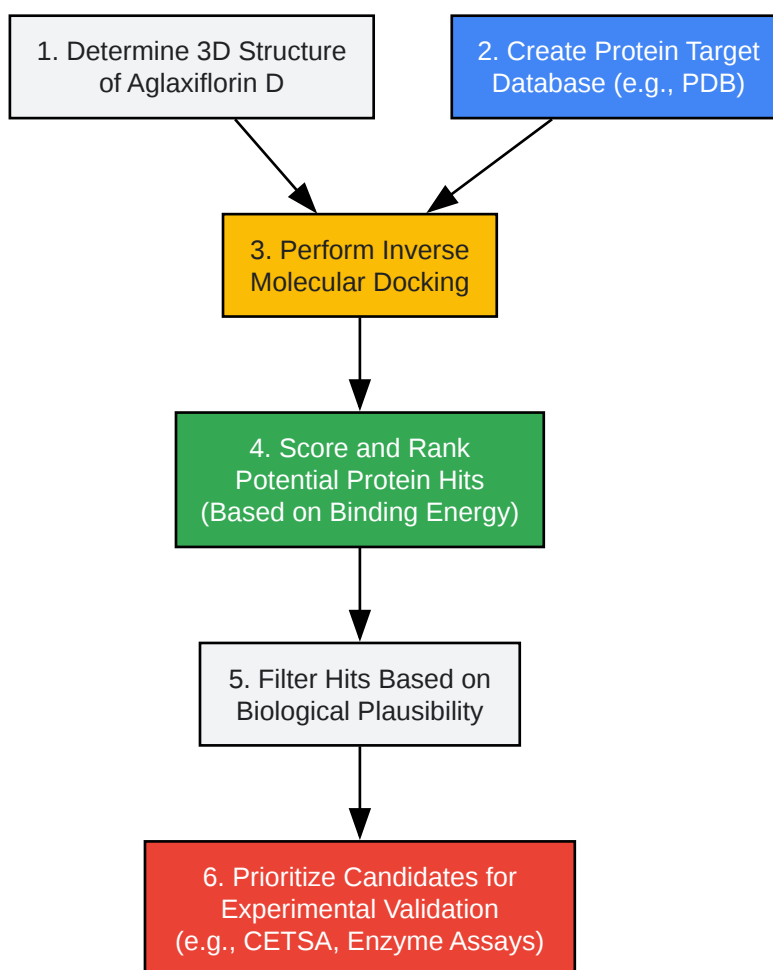 1. Determine 3D Structure
of Aglaxiflorin D
2. Create Protein Target
Database (e.g., PDB)
3. Perform Inverse
Molecular Docking
4. Score and Rank
Potential Protein Hits
(Based on Binding Energy)
5. Filter Hits Based on
Biological Plausibility
6. Prioritize Candidates for
Experimental Validation
(e.g., CETSA, Enzyme Assays)